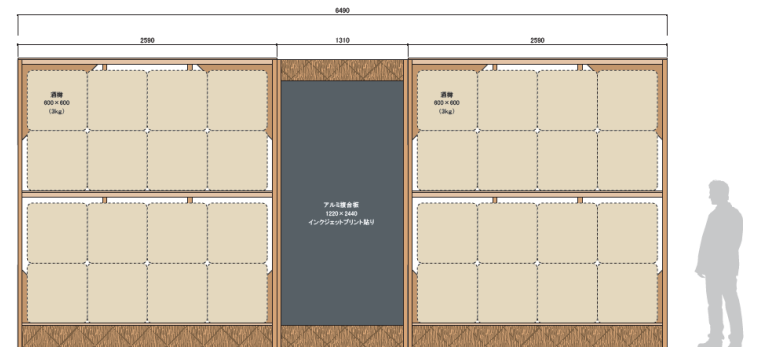 6490
2590
1310
2590
酒樽
600×600
(3kg)
酒樽
600×600
(3kg)
アルミ複合板
1220×2440
インクジェットプリント貼り